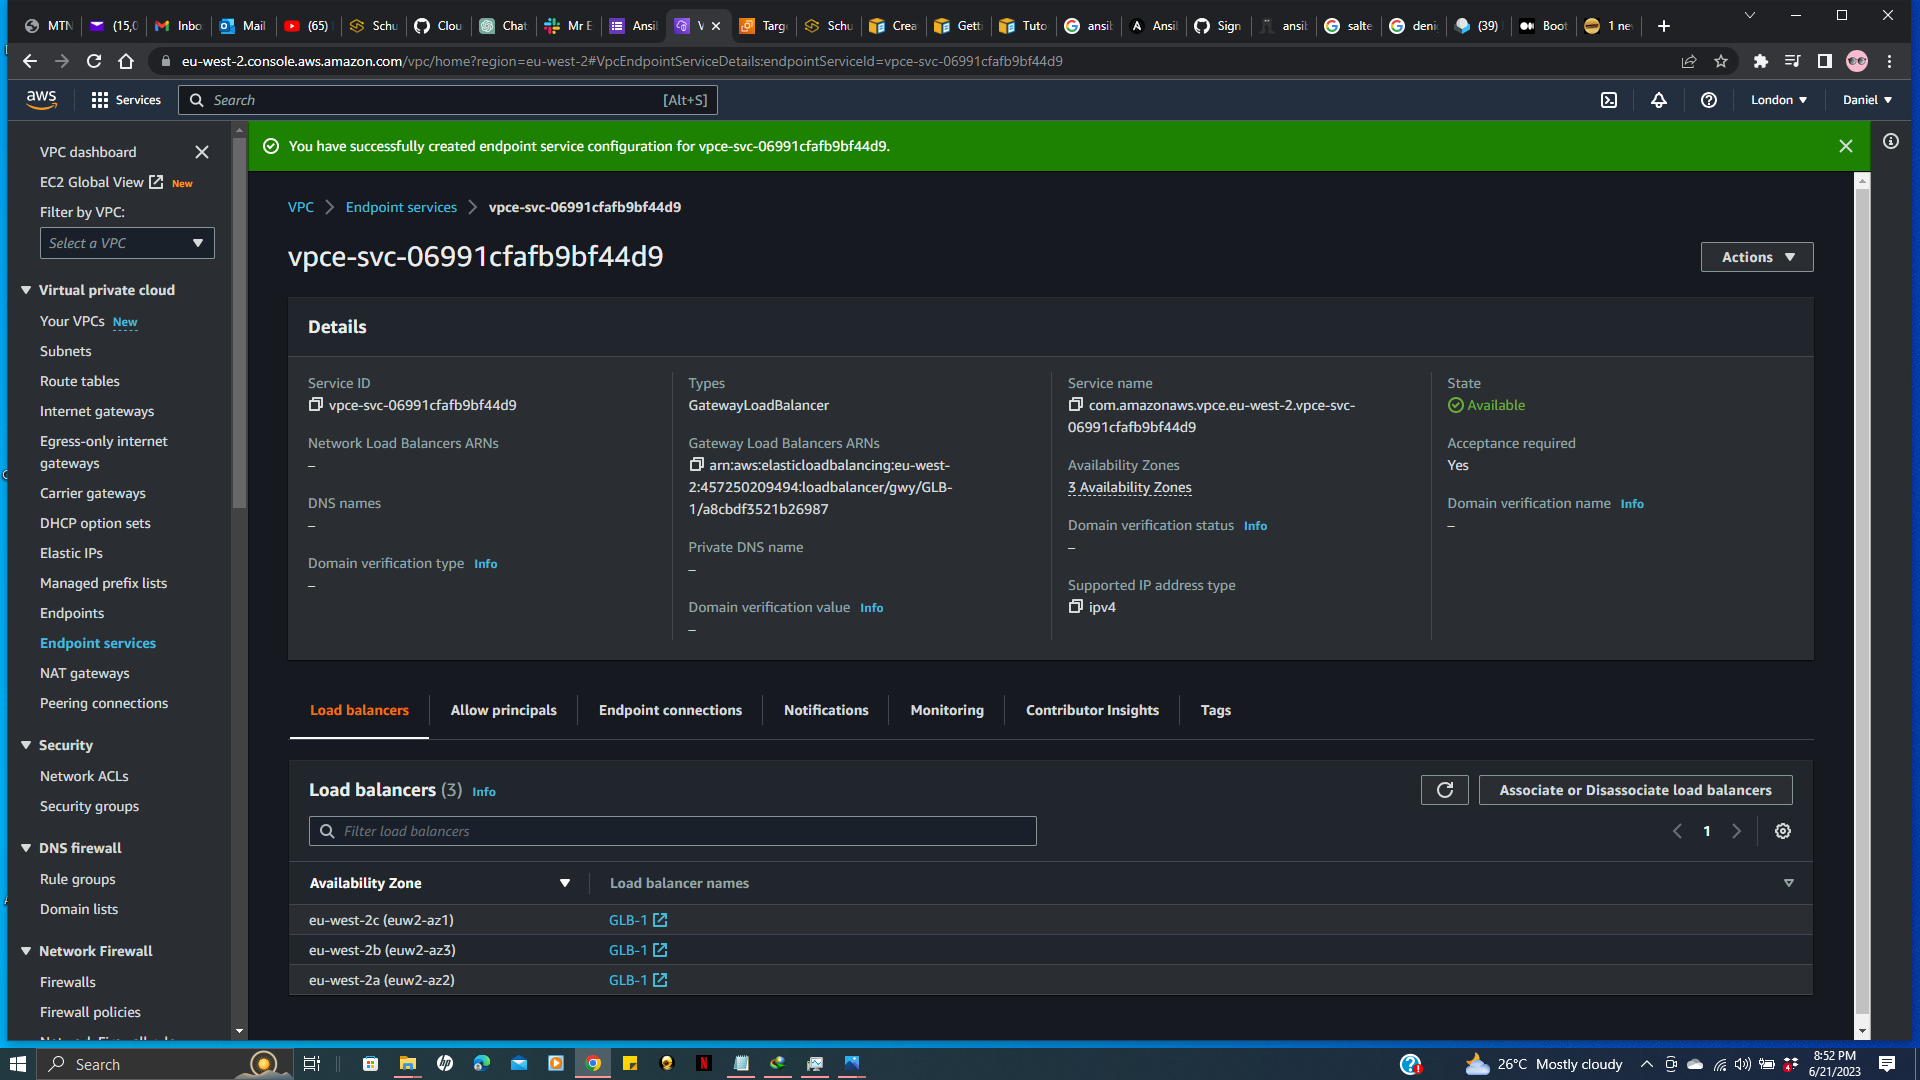 MTN
(15,0
Inbo
Mail
(65)
Schu
Clou
Chat
Mr E
Ansil
V
Targ
Schu
Crea
Getti
Tuto
ansib
Ansil
Sign
ansib
salte
deni
(39)
Boot
1 ne
eu-west-2.console.aws.amazon.com/vpc/home?region=eu-west-2#VpcEndpointServiceDetails:endpointServiceId=vpce-svc-06991cfafb9bf44d9
aws
Services
Search
[Alt+S]
London
Daniel
VPC dashboard
EC2 Global View New
Filter by VPC:
Select a VPC
Virtual private cloud
Your VPCs New
Subnets
Route tables
Internet gateways
Egress-only internet
gateways
Carrier gateways
DHCP option sets
Elastic IPs
Managed prefix lists
Endpoints
Endpoint services
NAT gateways
Peering connections
Security
Network ACLs
Security groups
DNS firewall
Rule groups
Domain lists
Network Firewall
Firewalls
Firewall policies
You have successfully created endpoint service configuration for vpce-svc-06991cfafb9bf44d9.
VPC
Endpoint services
vpce-svc-06991cfafb9bf44d9
vpce-svc-06991cfafb9bf44d9
Actions
Details
Service ID
vpce-svc-06991cfafb9bf44d9
Network Load Balancers ARNs
–
DNS names
–
Domain verification type Info
–
Types
GatewayLoadBalancer
Gateway Load Balancers ARNs
arn:aws:elasticloadbalancing:eu-west-
2:457250209494:loadbalancer/gwy/GLB-
1/a8cbdf3521b26987
Private DNS name
–
Domain verification value Info
–
Service name
com.amazonaws.vpce.eu-west-2.vpce-svc-
06991cfafb9bf44d9
Availability Zones
3 Availability Zones
Domain verification status Info
–
Supported IP address type
ipv4
State
Available
Acceptance required
Yes
Domain verification name Info
–
Load balancers
Allow principals
Endpoint connections
Notifications
Monitoring
Contributor Insights
Tags
Load balancers (3) Info
Associate or Disassociate load balancers
Filter load balancers
1
Availability Zone
Load balancer names
eu-west-2c (euw2-az1)
GLB-1
eu-west-2b (euw2-az3)
GLB-1
eu-west-2a (euw2-az2)
GLB-1
Search
26°C Mostly cloudy
8:52 PM
6/21/2023